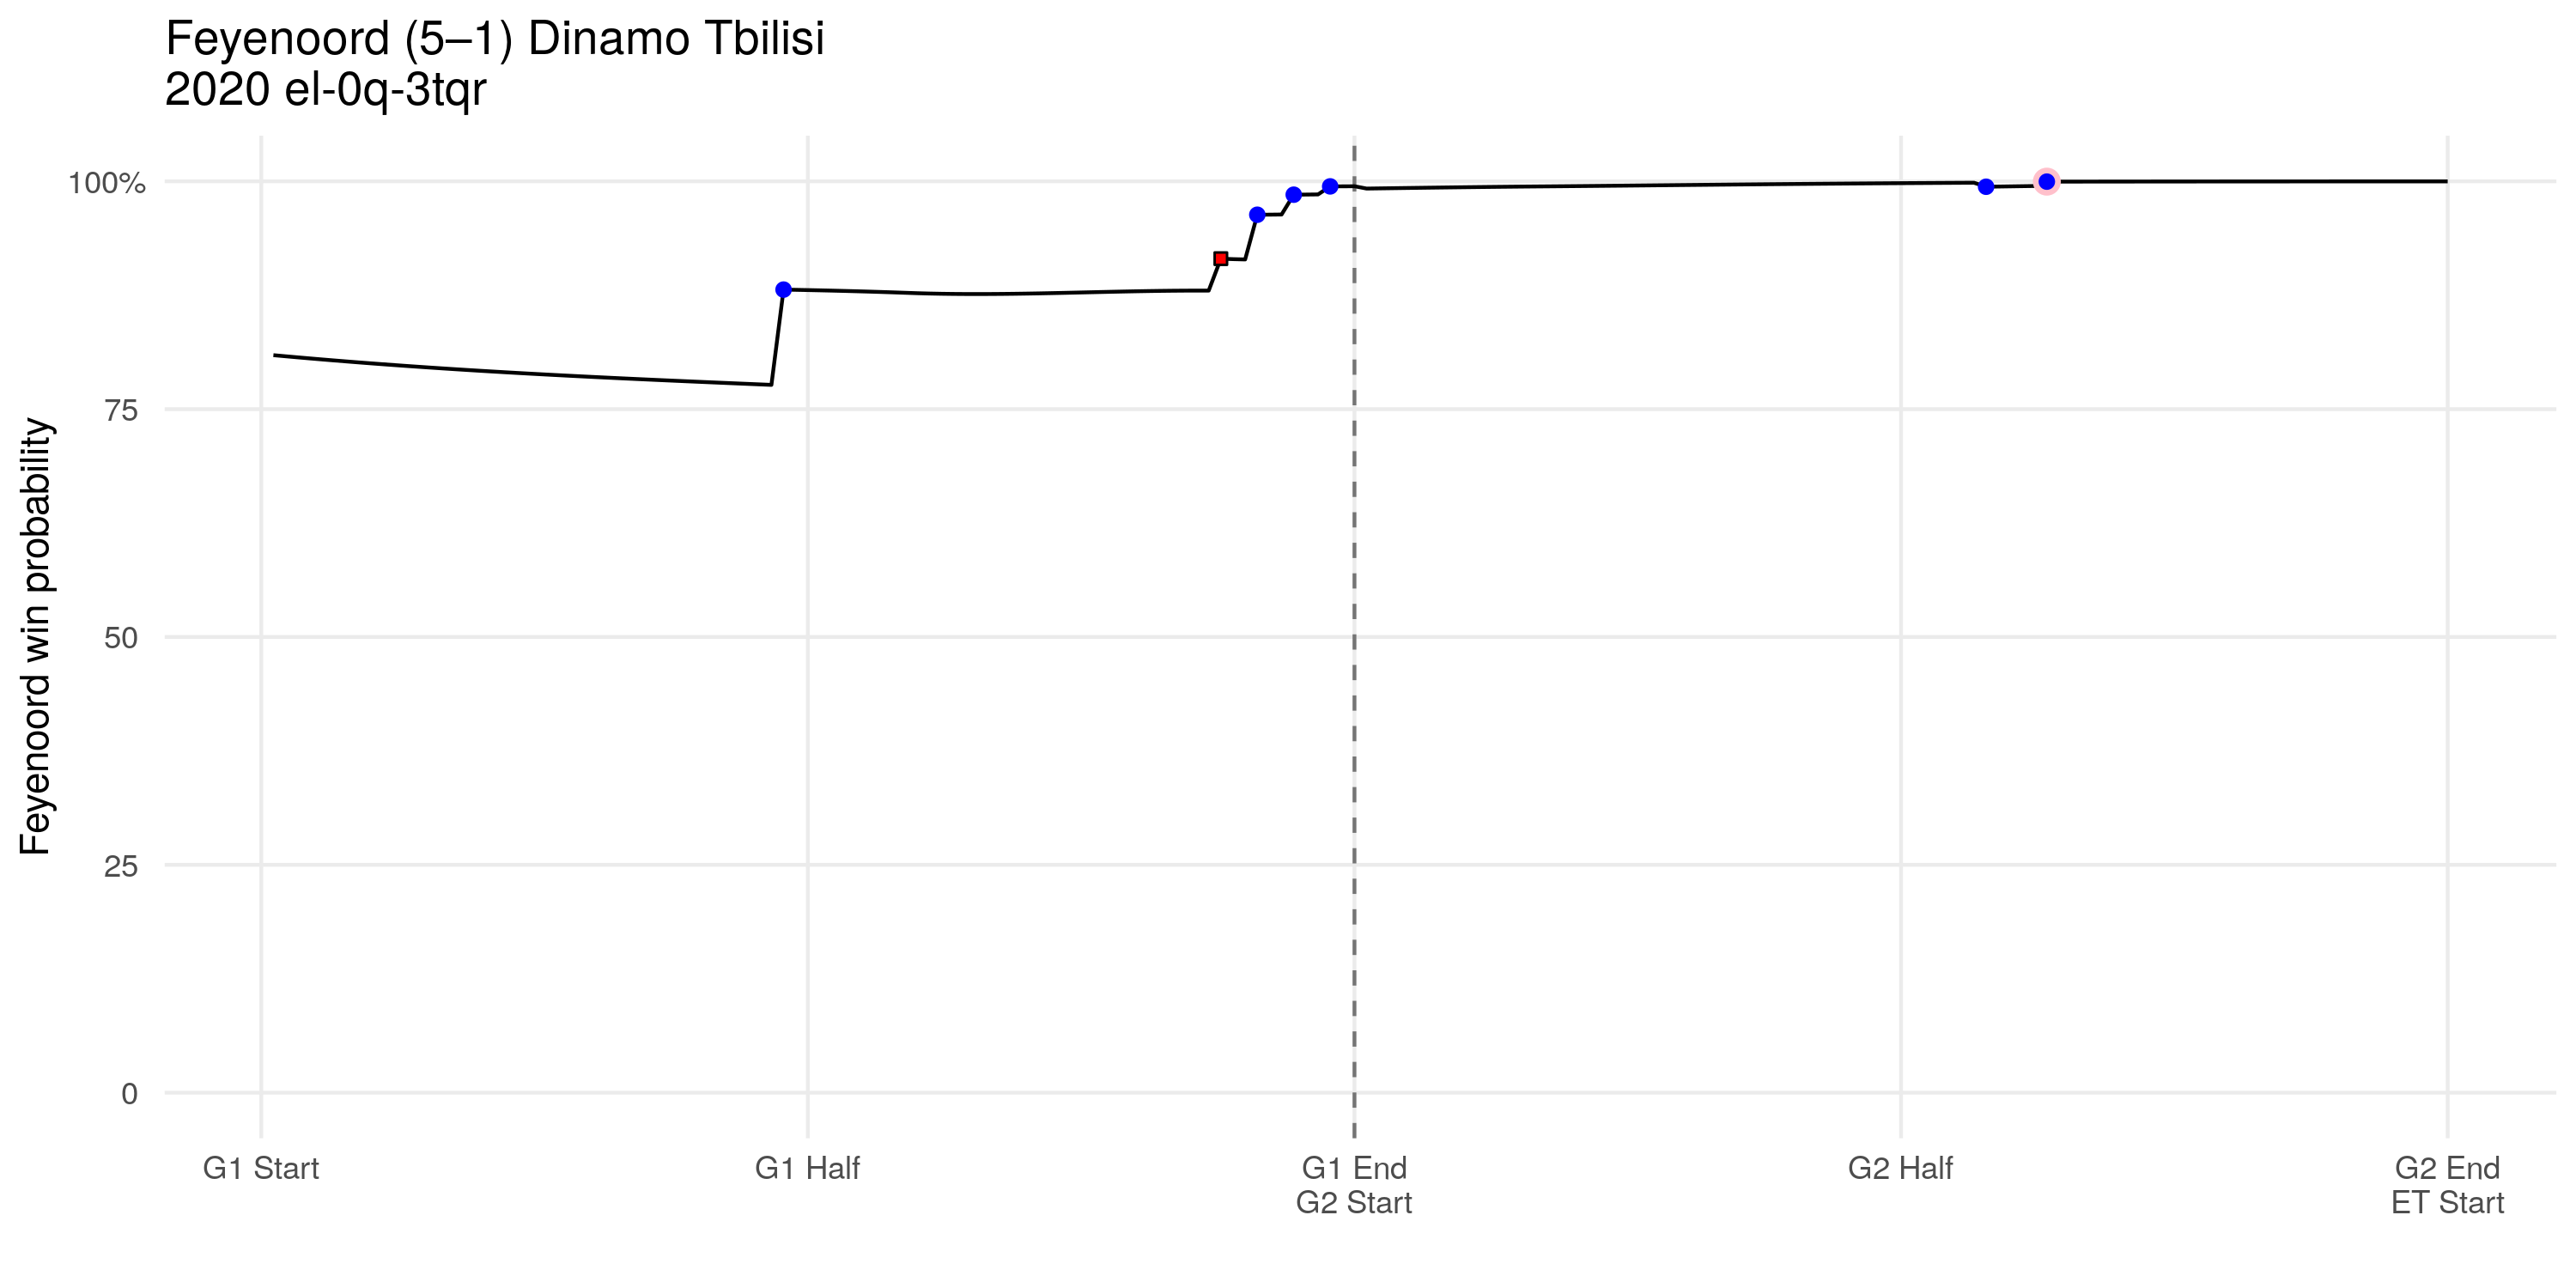 Feyenoord (5–1) Dinamo Tbilisi
2020 el-0q-3tqr
Feyenoord win probability
100%
75
50
25
0
G1 Start
G1 Half
G1 End
G2 Start
G2 Half
G2 End
ET Start